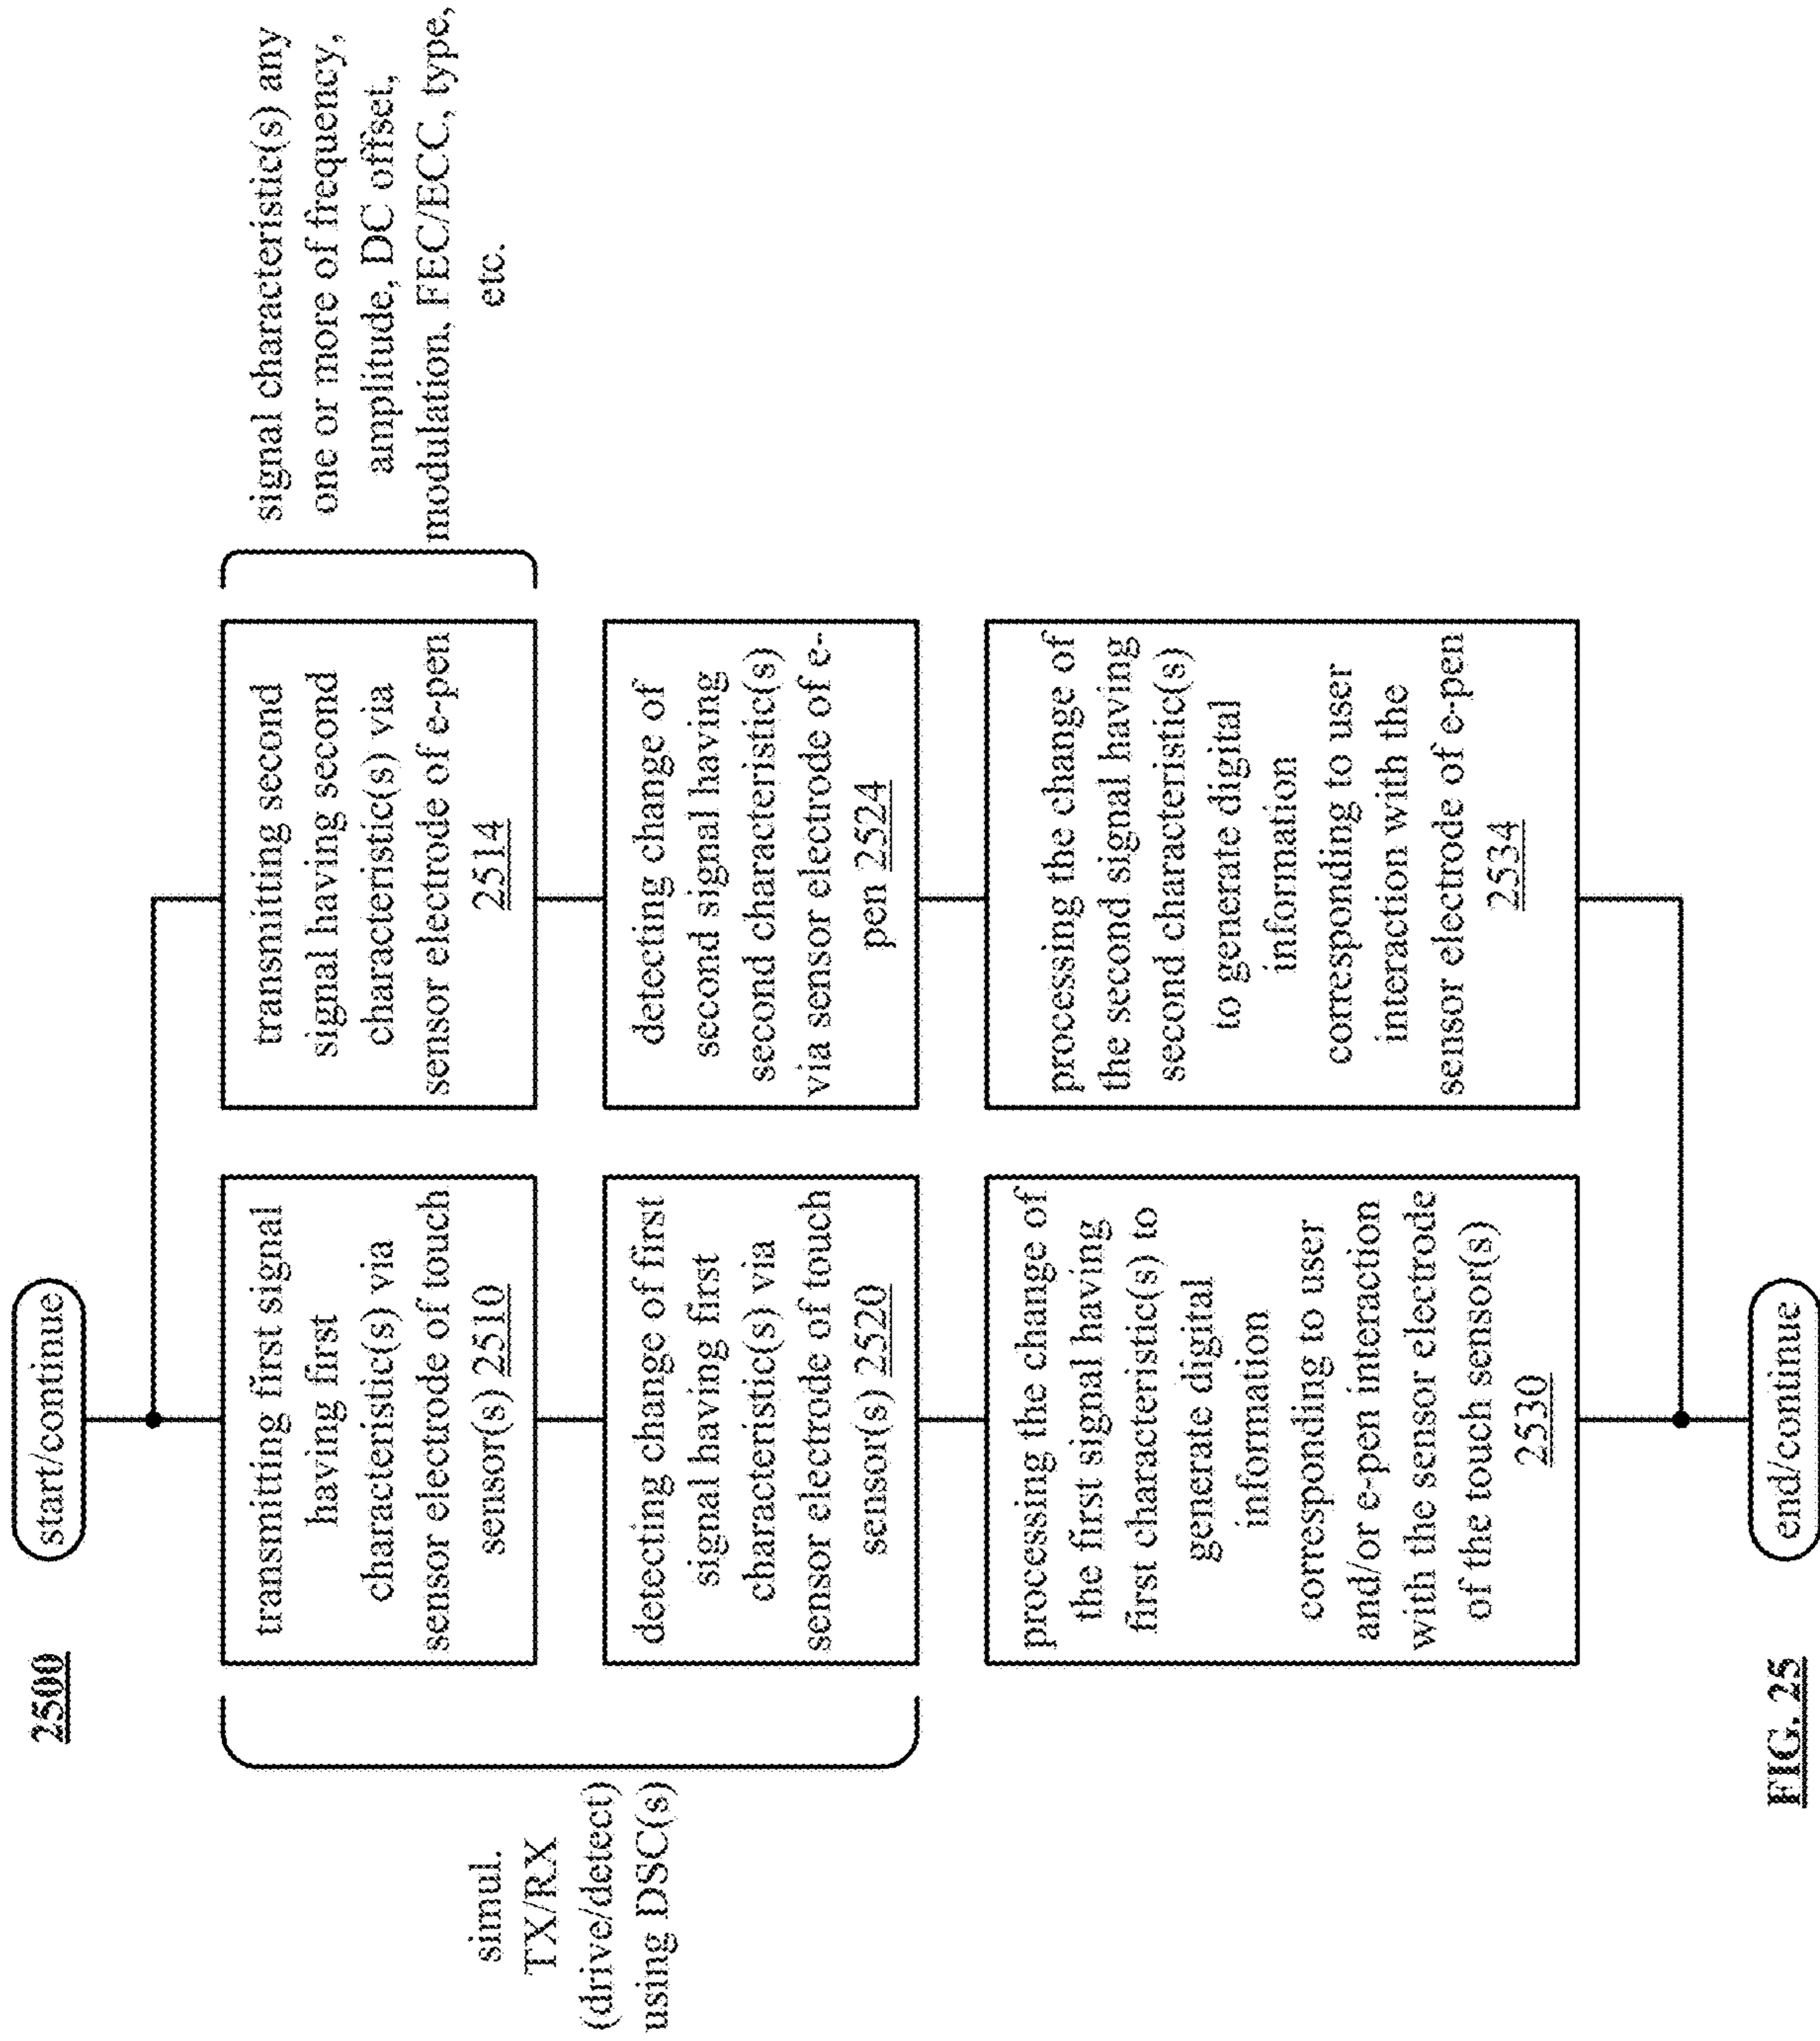 2500
start/continue
transmitting first signal
having first
characteristic(s) via
sensor electrode of touch
sensor(s) 2510
transmitting second
signal having second
characteristic(s) via
sensor electrode of e-pen
2514
signal characteristic(s) any
one or more of frequency,
amplitude, DC offset,
modulation, FEC/ECC, type,
etc.
simul.
TX/RX
(drive/detect)
using DSC(s)
detecting change of first
signal having first
characteristic(s) via
sensor electrode of touch
sensor(s) 2520
detecting change of
second signal having
second characteristic(s)
via sensor electrode of e-
pen 2524
processing the change of
the first signal having
first characteristic(s) to
generate digital
information
corresponding to user
and/or e-pen interaction
with the sensor electrode
of the touch sensor(s)
2530
processing the change of
the second signal having
second characteristic(s)
to generate digital
information
corresponding to user
interaction with the
sensor electrode of e-pen
2534
end/continue
FIG. 25